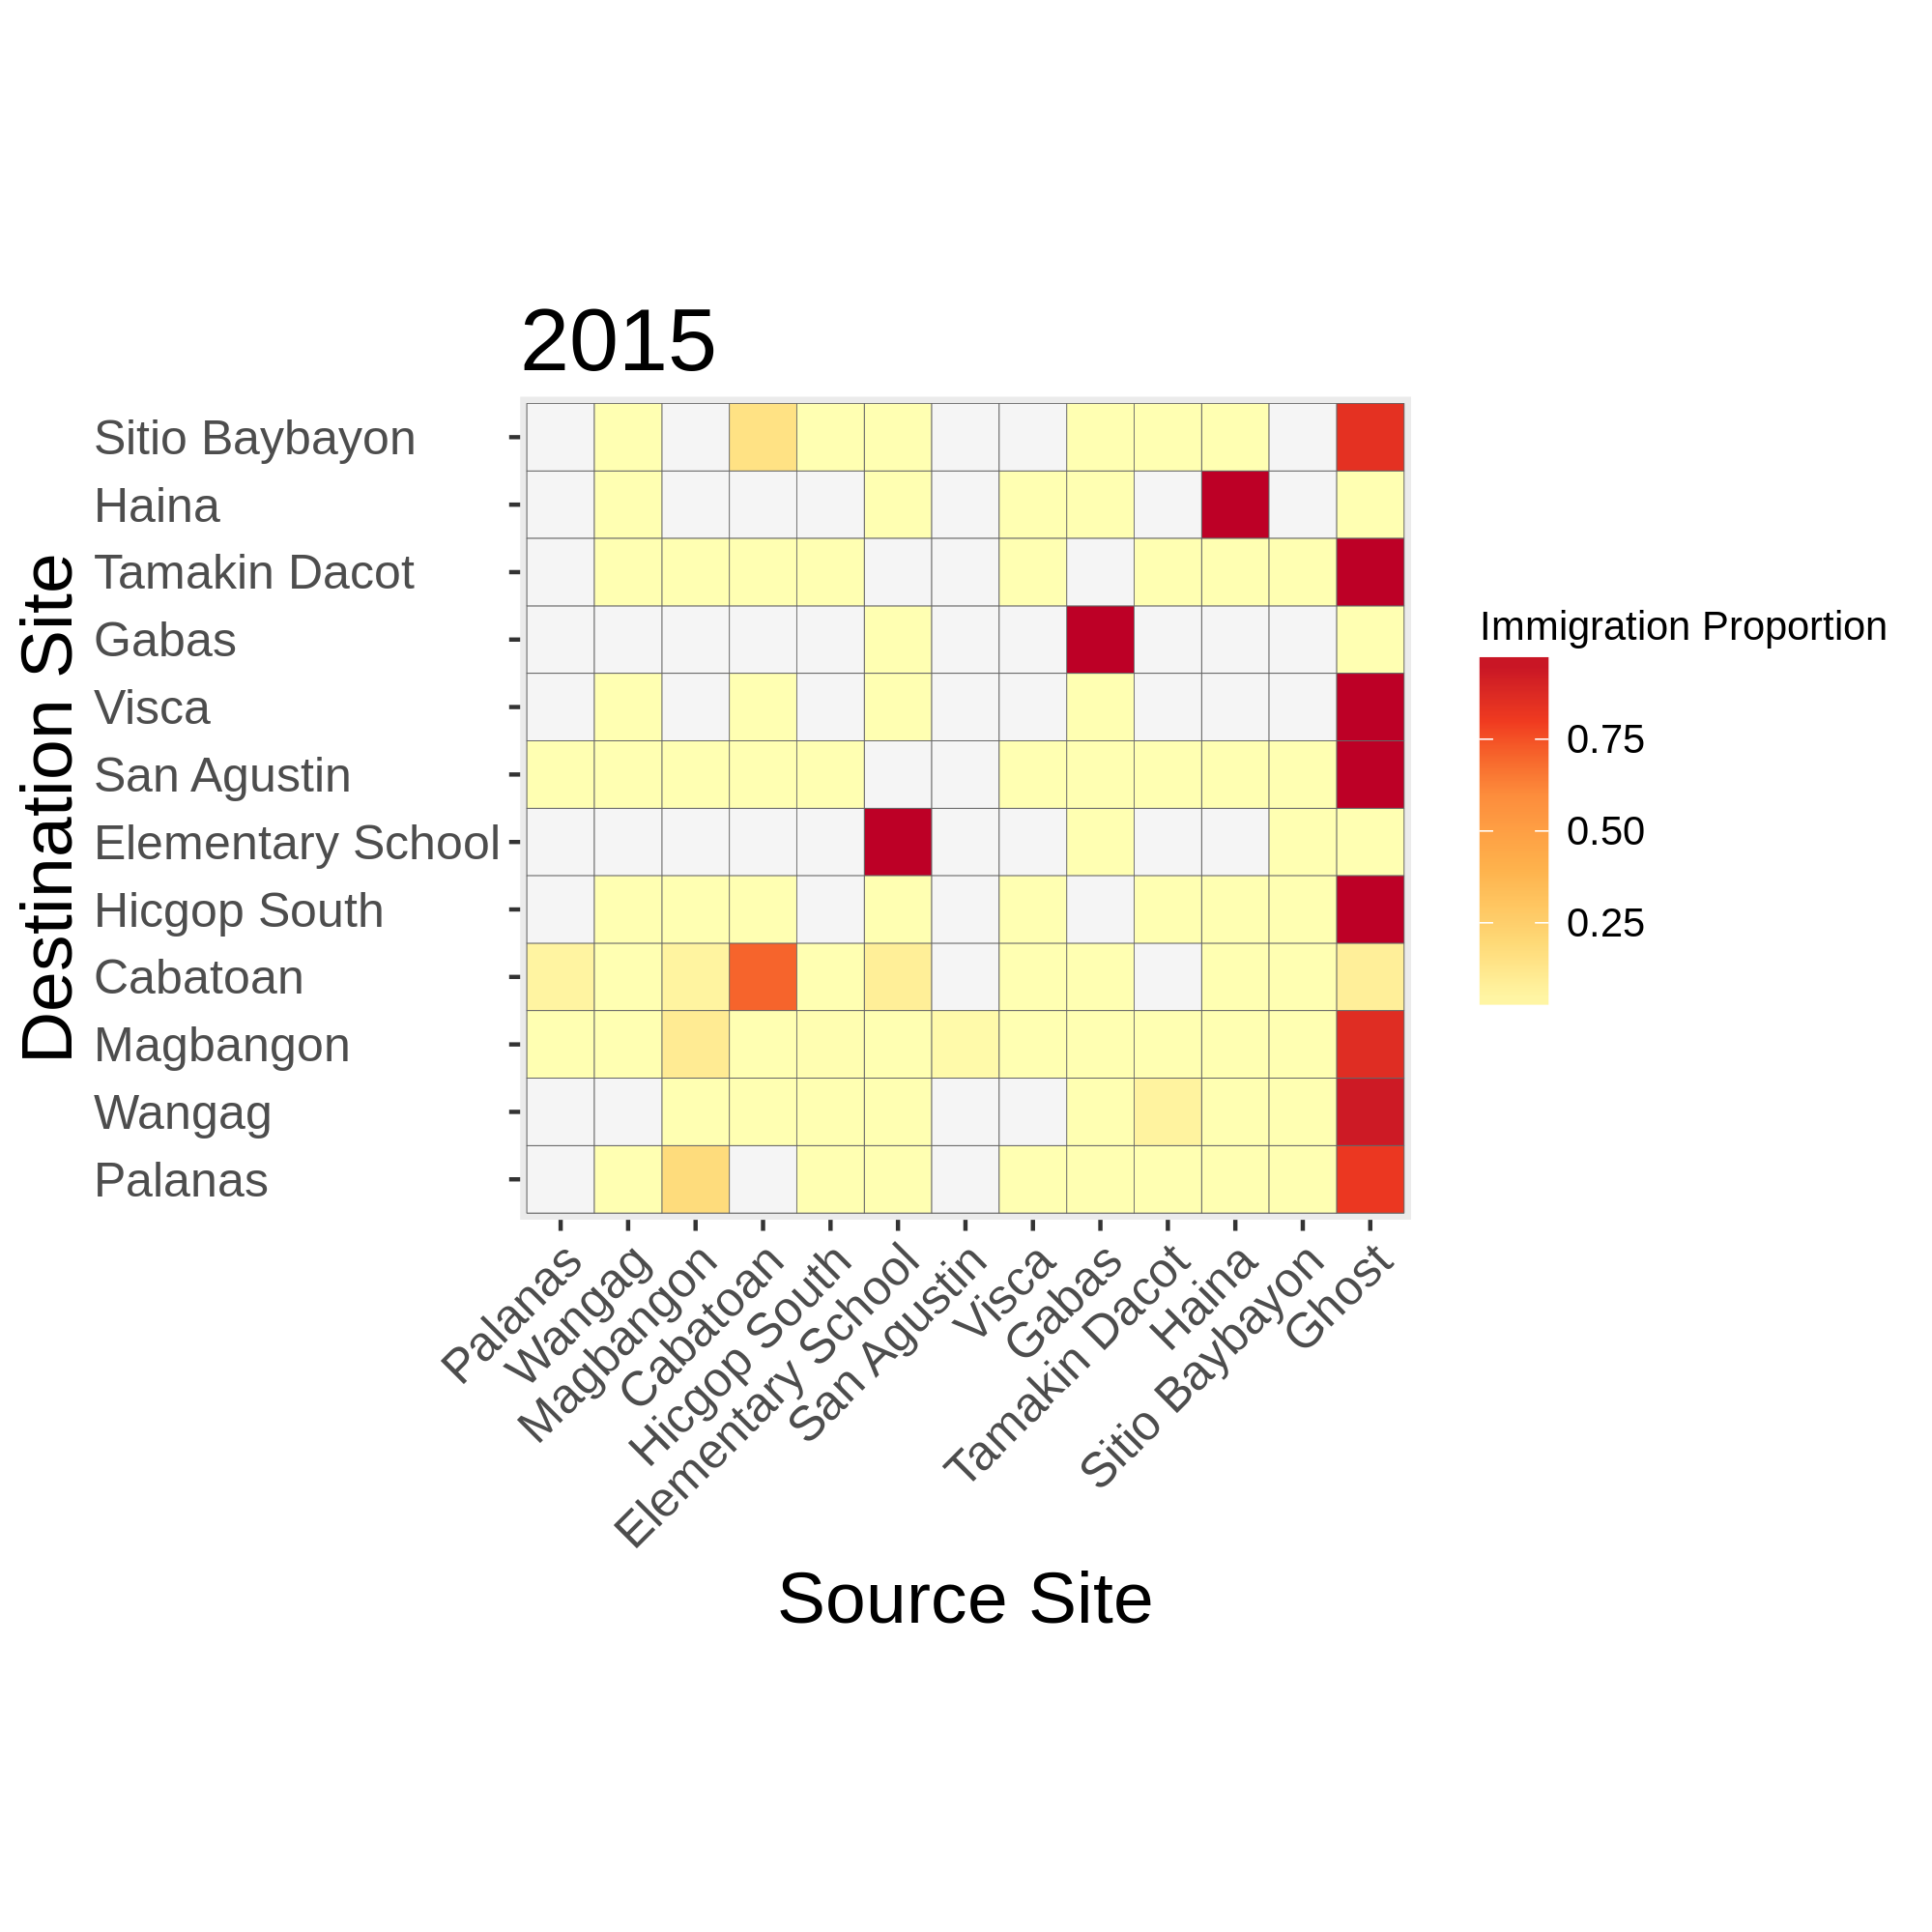 2015
Destination Site
Sitio Baybayon
Haina
Tamakin Dacot
Gabas
Visca
San Agustin
Elementary School
Hicgop South
Cabatoan
Magbangon
Wangag
Palanas
Palanas
Wangag
Magbangon
Cabatoan
Hicgop South
Elementary School
San Agustin
Visca
Gabas
Tamakin Dacot
Haina
Sitio Baybayon
Ghost
Source Site
Immigration Proportion
0.75
0.50
0.25